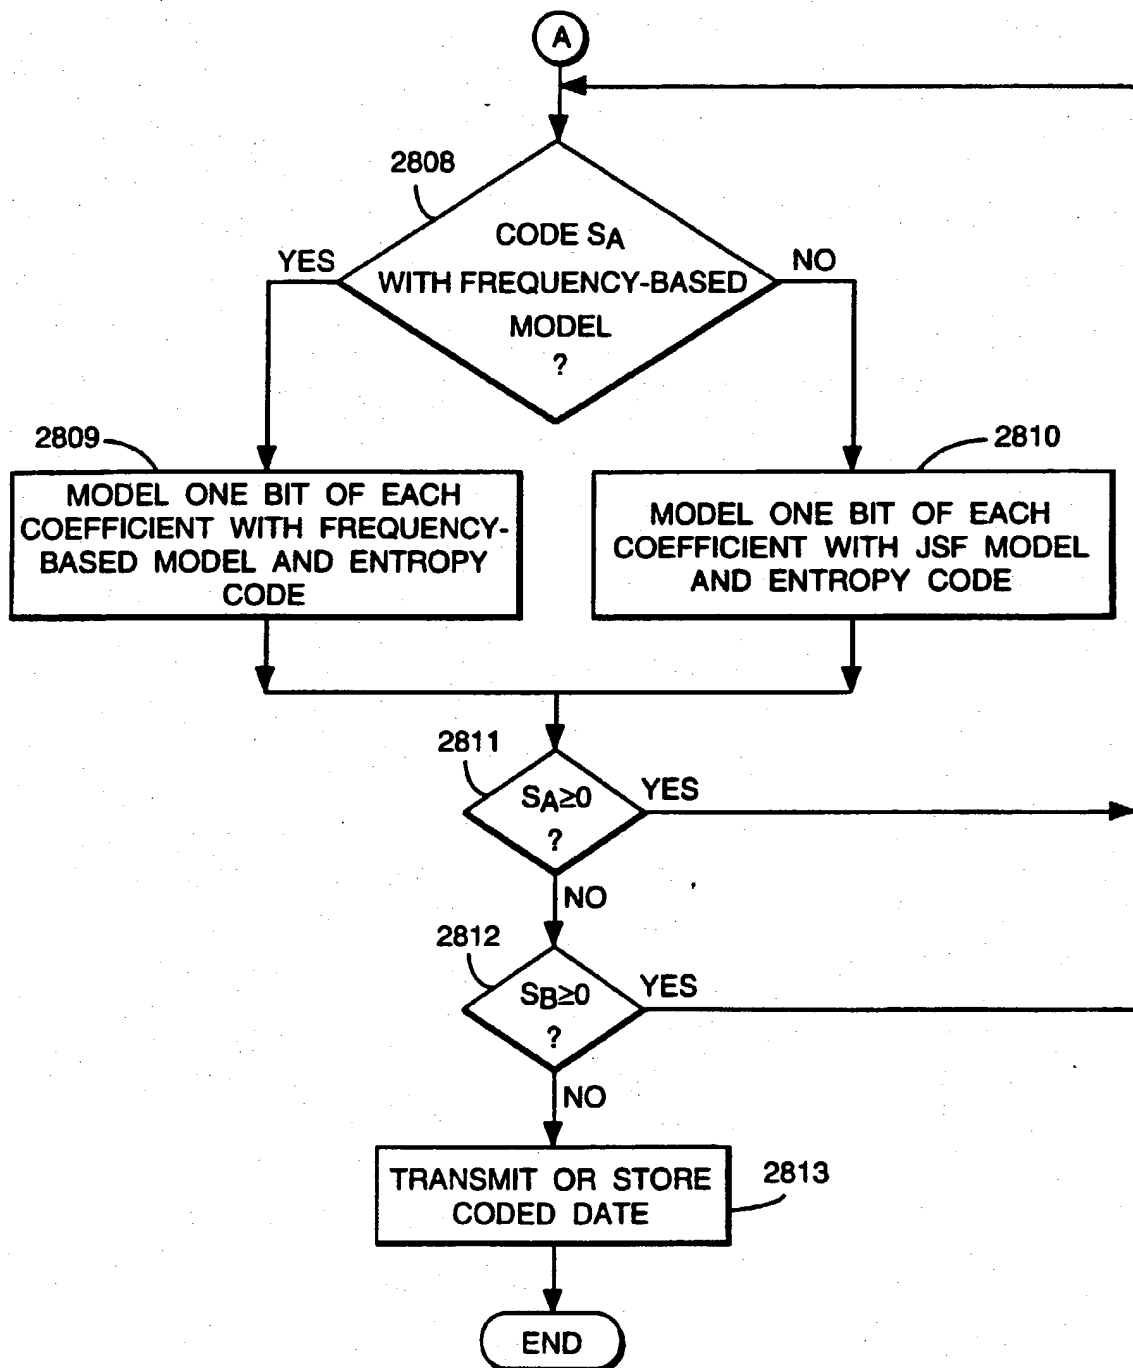 A
2808
CODE SA
WITH FREQUENCY-BASED
MODEL
?
YES
NO
2809
MODEL ONE BIT OF EACH
COEFFICIENT WITH FREQUENCY-
BASED MODEL AND ENTROPY
CODE
2810
MODEL ONE BIT OF EACH
COEFFICIENT WITH JSF MODEL
AND ENTROPY CODE
2811
SA≥0
?
YES
NO
2812
SB≥0
?
YES
NO
TRANSMIT OR STORE
CODED DATE
2813
END